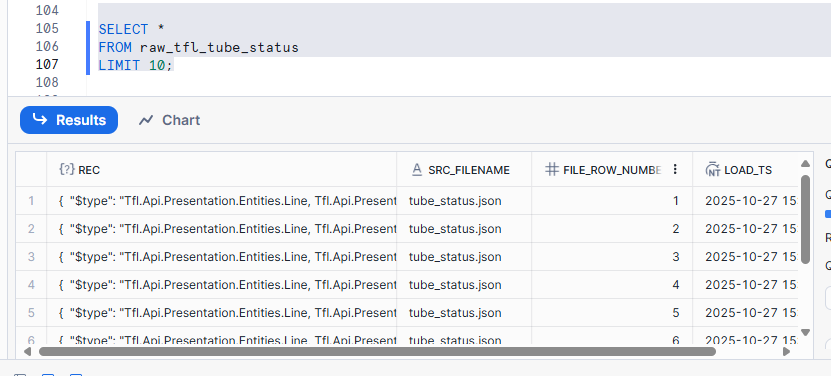 104
105 SELECT *
106 FROM raw_tfl_tube_status
107 LIMIT 10;
108
Results Chart
REC A SRC_FILENAME # FILE_ROW_NUMBE NT LOAD_TS
1 { "$type": "Tfl.Api.Presentation.Entities.Line, Tfl.Api.Present tube_status.json 1 2025-10-27 15
2 { "$type": "Tfl.Api.Presentation.Entities.Line, Tfl.Api.Present tube_status.json 2 2025-10-27 15
3 { "$type": "Tfl.Api.Presentation.Entities.Line, Tfl.Api.Present tube_status.json 3 2025-10-27 15
4 { "$type": "Tfl.Api.Presentation.Entities.Line, Tfl.Api.Present tube_status.json 4 2025-10-27 15
5 { "$type": "Tfl.Api.Presentation.Entities.Line, Tfl.Api.Present tube_status.json 5 2025-10-27 15
6 { "$type": "Tfl.Api.Presentation.Entities.Line, Tfl.Api.Present tube_status.json 6 2025-10-27 15